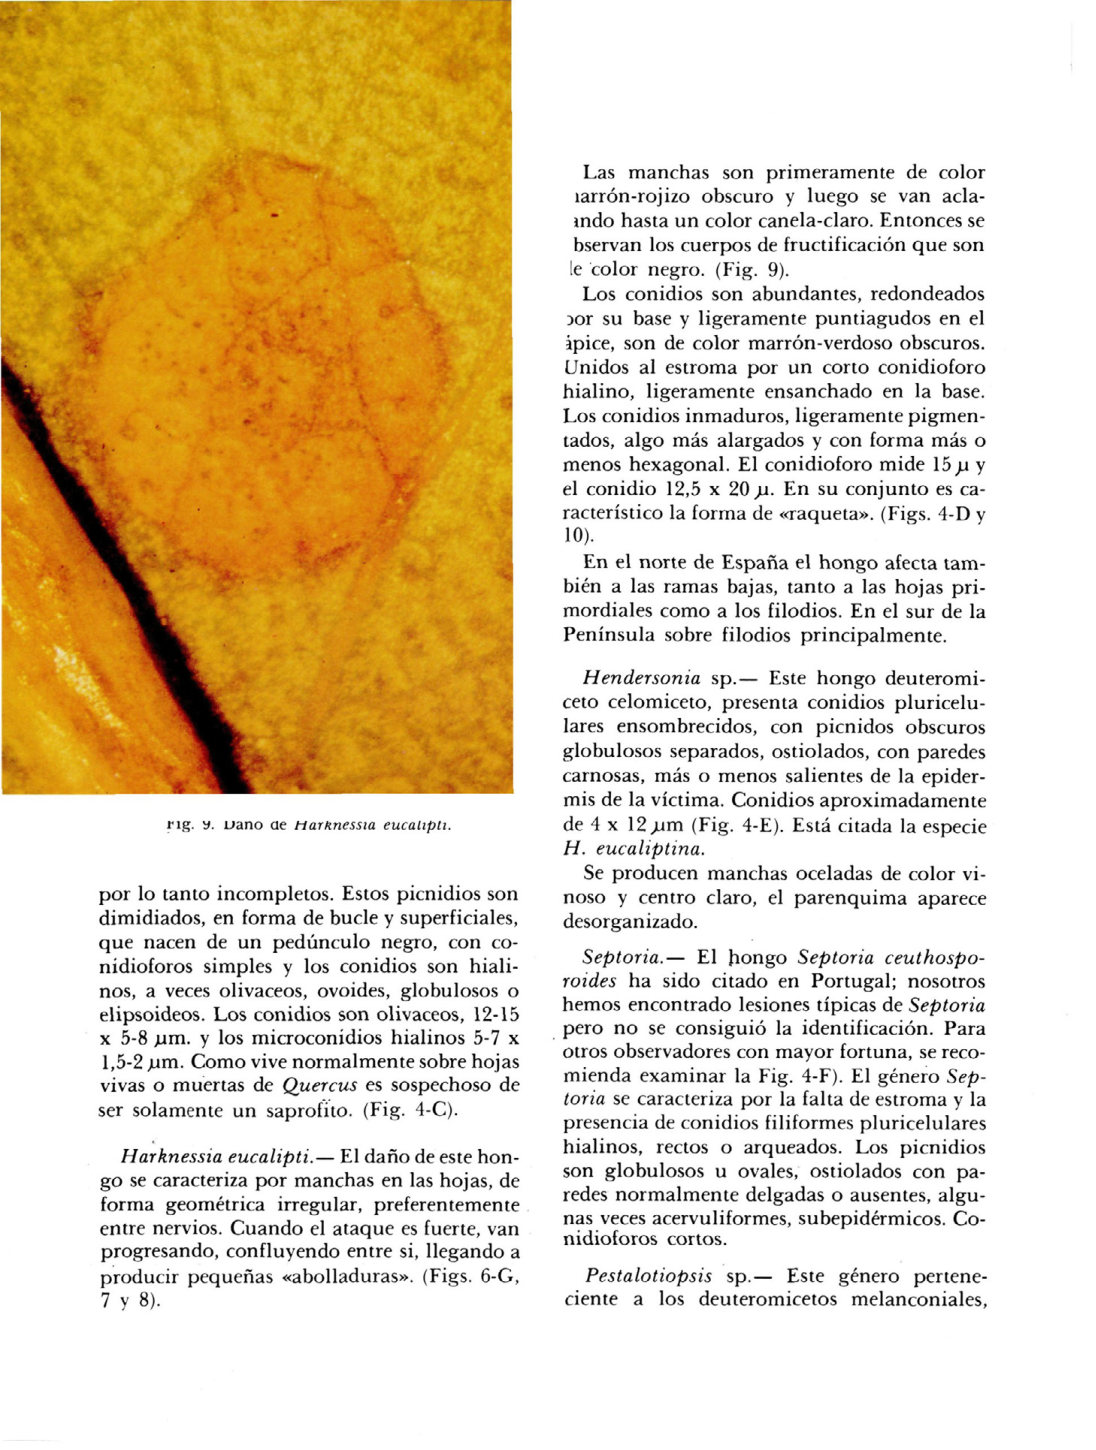 Fig. 9. Daño de Harknessia eucalipti.
por lo tanto incompletos. Estos picnidios son
dimidiados, en forma de bucle y superficiales,
que nacen de un pedúnculo negro, con co-
nidioforos simples y los conidios son hiali-
nos, a veces olivaceos, ovoides, globulosos o
elipsoideos. Los conidios son olivaceos, 12-15
x 5-8 µm. y los microconídios hialinos 5-7 x
1,5-2 µm. Como vive normalmente sobre hojas
vivas o muertas de Quercus es sospechoso de
ser solamente un saprofito. (Fig. 4-C).
Harknessia eucalipti.— El daño de este hon-
go se caracteriza por manchas en las hojas, de
forma geométrica irregular, preferentemente
entre nervios. Cuando el ataque es fuerte, van
progresando, confluyendo entre si, llegando a
producir pequeñas «abolladuras». (Figs. 6-G,
7 y 8).
Las manchas son primeramente de color
arrón-rojizo obscuro y luego se van acla-
ando hasta un color canela-claro. Entonces se
bservan los cuerpos de fructificación que son
le color negro. (Fig. 9).
Los conidios son abundantes, redondeados
por su base y ligeramente puntiagudos en el
ápice, son de color marrón-verdoso obscuros.
Unidos al estroma por un corto conidioforo
hialino, ligeramente ensanchado en la base.
Los conidios inmaduros, ligeramente pigmen-
tados, algo más alargados y con forma más o
menos hexagonal. El conidioforo mide 15 µ y
el conidio 12,5 x 20 µ. En su conjunto es ca-
racterístico la forma de «raqueta». (Figs. 4-D y
10).
En el norte de España el hongo afecta tam-
bién a las ramas bajas, tanto a las hojas pri-
mordiales como a los filodios. En el sur de la
Península sobre filodios principalmente.
Hendersonia sp.— Este hongo deuteromi-
ceto celomiceto, presenta conidios pluricelu-
lares ensombrecidos, con picnidos obscuros
globulosos separados, ostiolados, con paredes
carnosas, más o menos salientes de la epider-
mis de la víctima. Conidios aproximadamente
de 4 x 12 µm (Fig. 4-E). Está citada la especie
H. eucaliptina.
Se producen manchas oceladas de color vi-
noso y centro claro, el parenquima aparece
desorganizado.
Septoria.— El hongo Septoria ceuthospo-
roides ha sido citado en Portugal; nosotros
hemos encontrado lesiones típicas de Septoria
pero no se consiguió la identificación. Para
otros observadores con mayor fortuna, se reco-
mienda examinar la Fig. 4-F). El género Sep-
toria se caracteriza por la falta de estroma y la
presencia de conidios filiformes pluricelulares
hialinos, rectos o arqueados. Los picnidios
son globulosos u ovales, ostiolados con pa-
redes normalmente delgadas o ausentes, algu-
nas veces acervuliformes, subepidérmicos. Co-
nidioforos cortos.
Pestalotiopsis sp.— Este género pertene-
ciente a los deuteromicetos melanconiales,